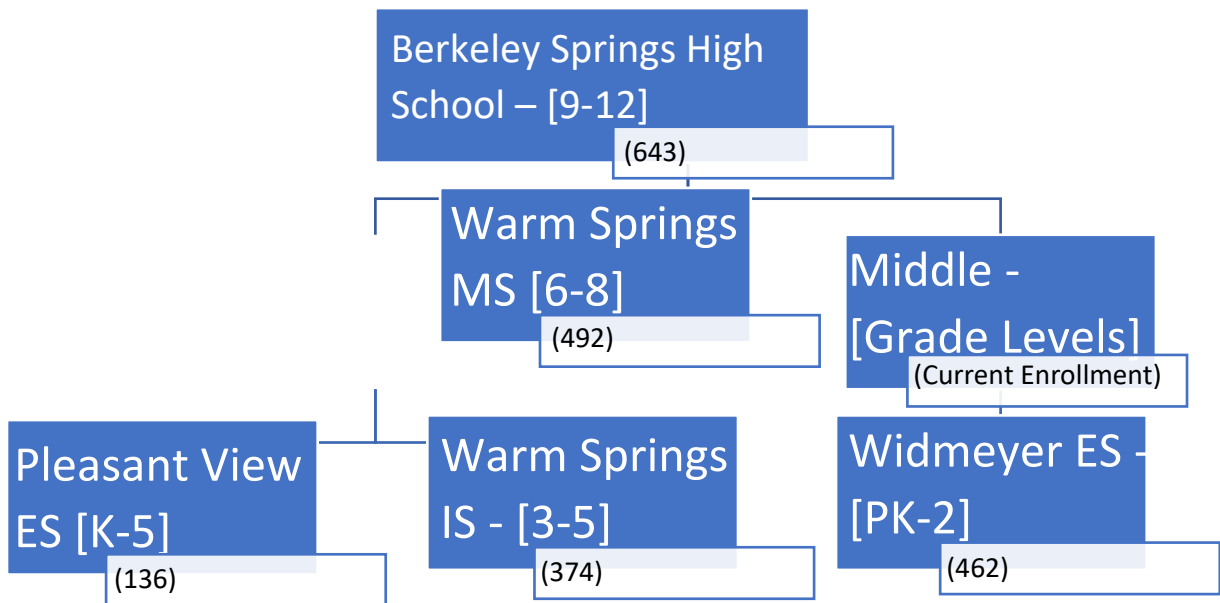 Berkeley Springs High
School – [9-12]
(643)
Warm Springs
MS [6-8]
(492)
Middle -
[Grade Levels]
(Current Enrollment)
Pleasant View
ES [K-5]
(136)
Warm Springs
IS - [3-5]
(374)
Widmeyer ES -
[PK-2]
(462)